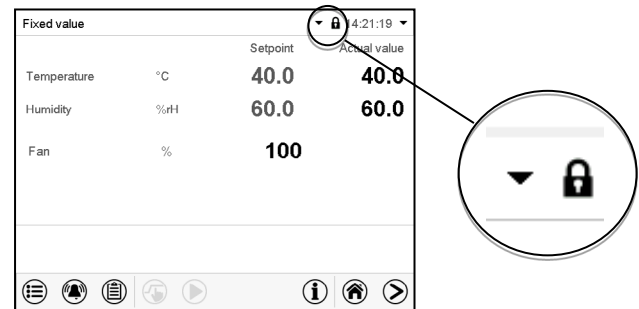 Fixed value 14:21:19
Setpoint Actual value
Temperature °C 40.0 40.0
Humidity %rH 60.0 60.0
Fan % 100